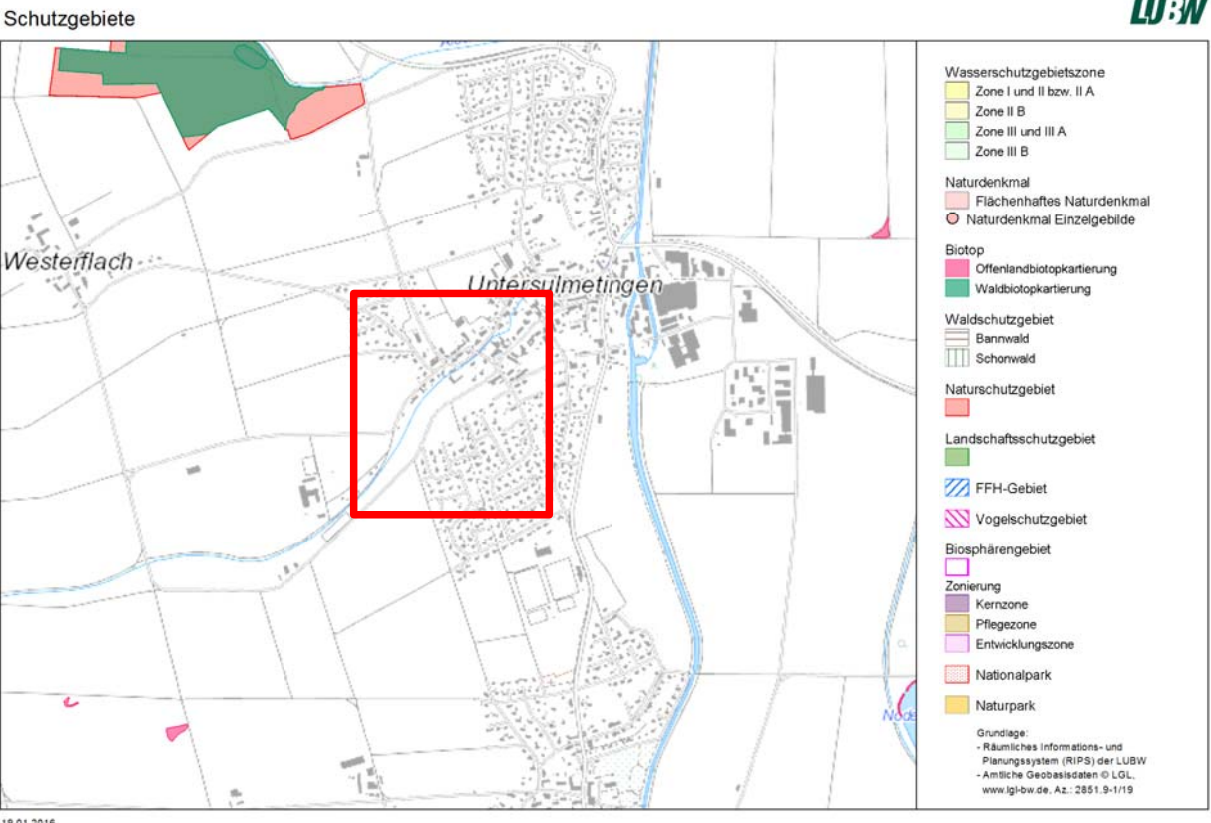 Schutzgebiete
LUBW
Westerflach
Untersulmetingen
Wasserschutzgebietszone
Zone I und II bzw. II A
Zone II B
Zone III und III A
Zone III B
Naturdenkmal
Flächenhaftes Naturdenkmal
Naturdenkmal Einzelgebilde
Biotop
Offenlandbiotopkartierung
Waldbiotopkartierung
Waldschutzgebiet
Bannwald
Schonwald
Naturschutzgebiet
Landschaftsschutzgebiet
FFH-Gebiet
Vogelschutzgebiet
Biosphärengebiet
Zonierung
Kernzone
Pflegezone
Entwicklungszone
Nationalpark
Naturpark
Grundlage:
- Räumliches Informations- und
Planungssystem (RIPS) der LUBW
- Amtliche Geobasisdaten © LGL,
www.lgl-bw.de, Az.: 2851.9-1/19